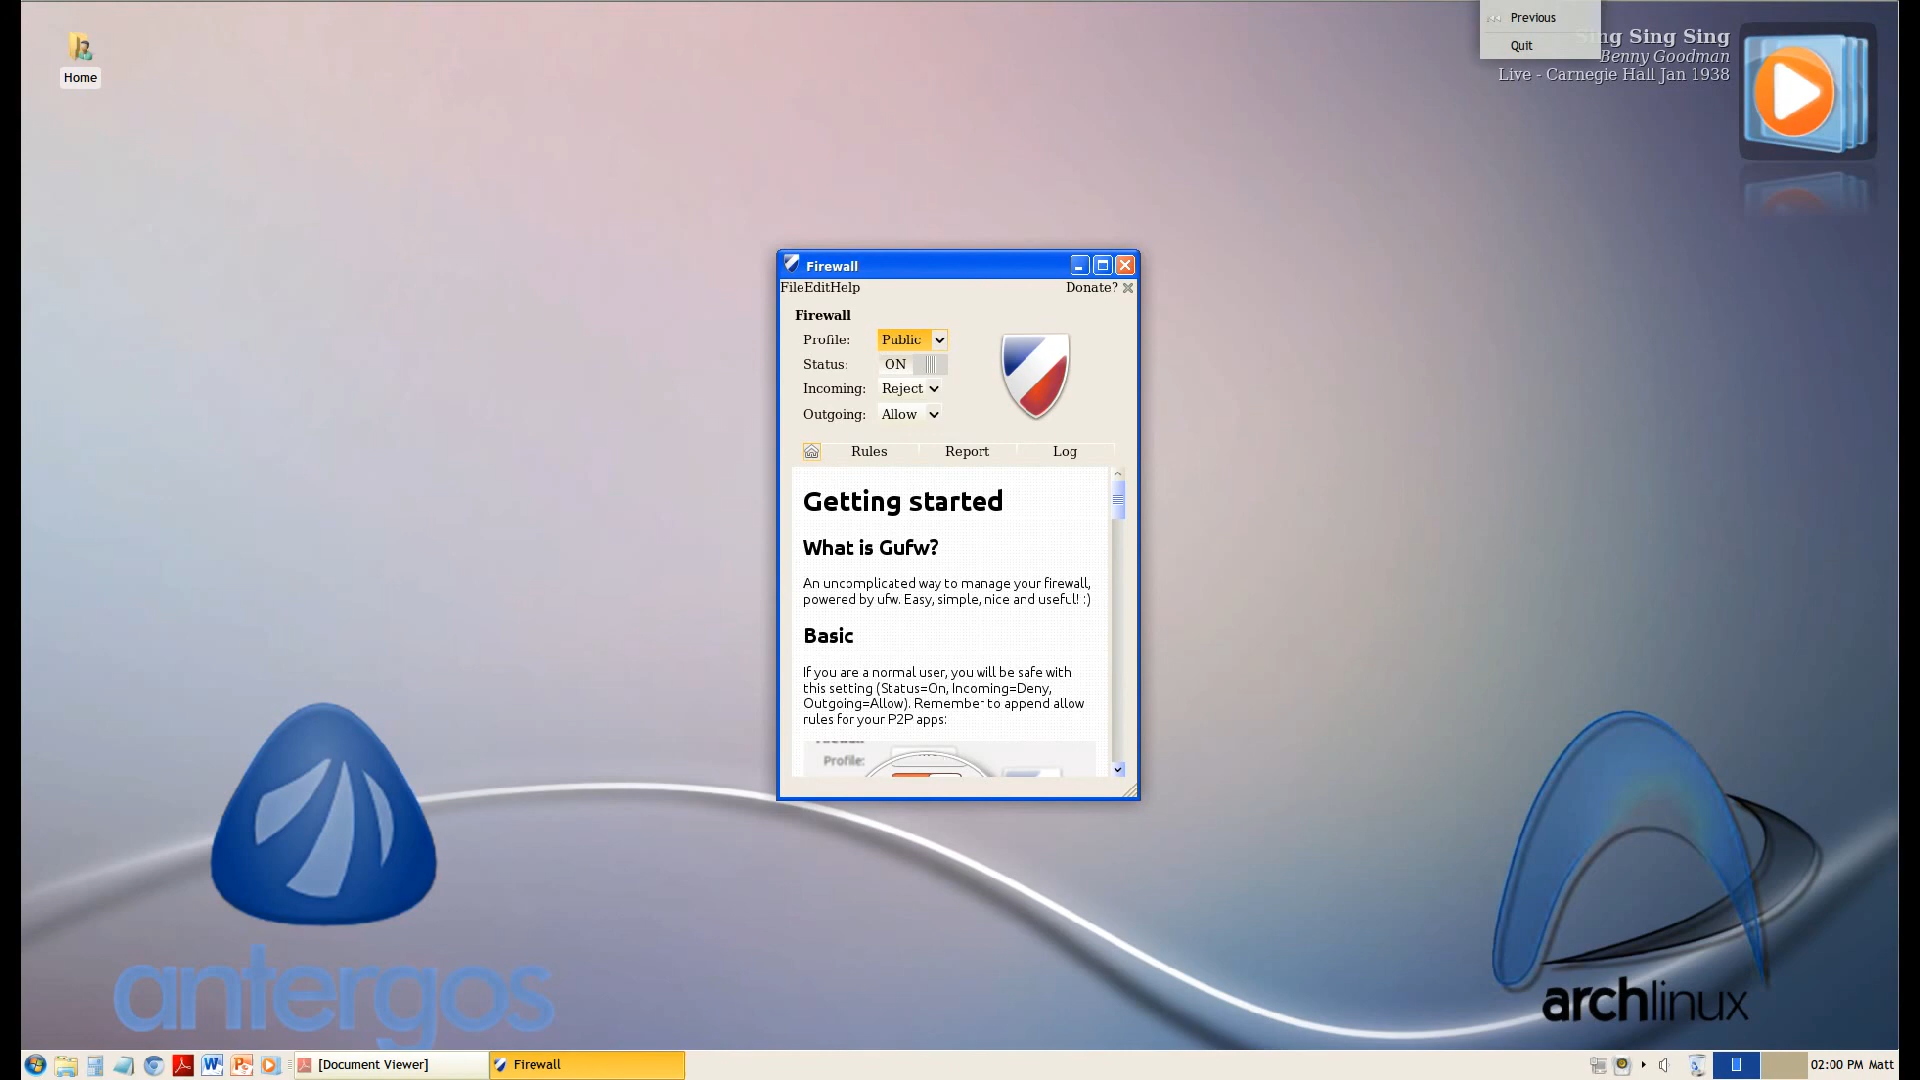 Home
Previous
Quit
Sing Sing Sing
Benny Goodman
Live - Carnegie Hall Jan 1938
Firewall
FileEditHelp
Donate?
Firewall
Profile:
Public
Status:
ON
Incoming:
Reject
Outgoing:
Allow
Rules
Report
Log
Getting started
What is Gufw?
An uncomplicated way to manage your firewall,
powered by ufw. Easy, simple, nice and useful! :)
Basic
If you are a normal user, you will be safe with
this setting (Status=On, Incoming=Deny,
Outgoing=Allow). Remember to append allow
rules for your P2P apps:
Profile:
antergos
archlinux
[Document Viewer]
Firewall
02:00 PM Matt